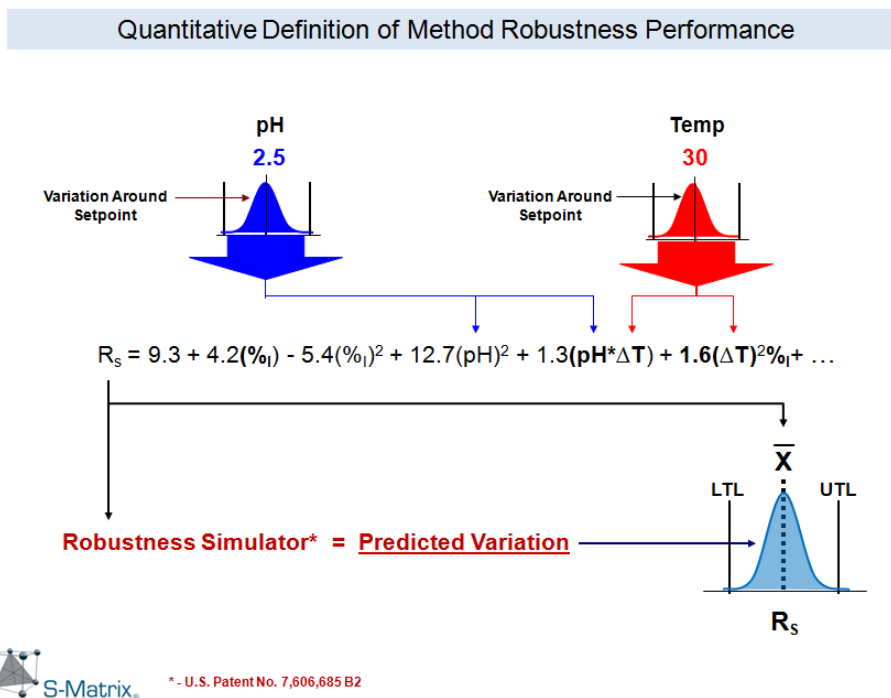 Quantitative Definition of Method Robustness Performance
pH
2.5
Variation Around
Setpoint
Temp
30
Variation Around
Setpoint
Rₛ = 9.3 + 4.2(%ₗ) - 5.4(%ₗ)² + 12.7(pH)² + 1.3(pH*ΔT) + 1.6(ΔT)²%ₗ+ …
X̅
LTL
UTL
Robustness Simulator* = Predicted Variation
Rₛ
S-Matrix
* - U.S. Patent No. 7,606,685 B2